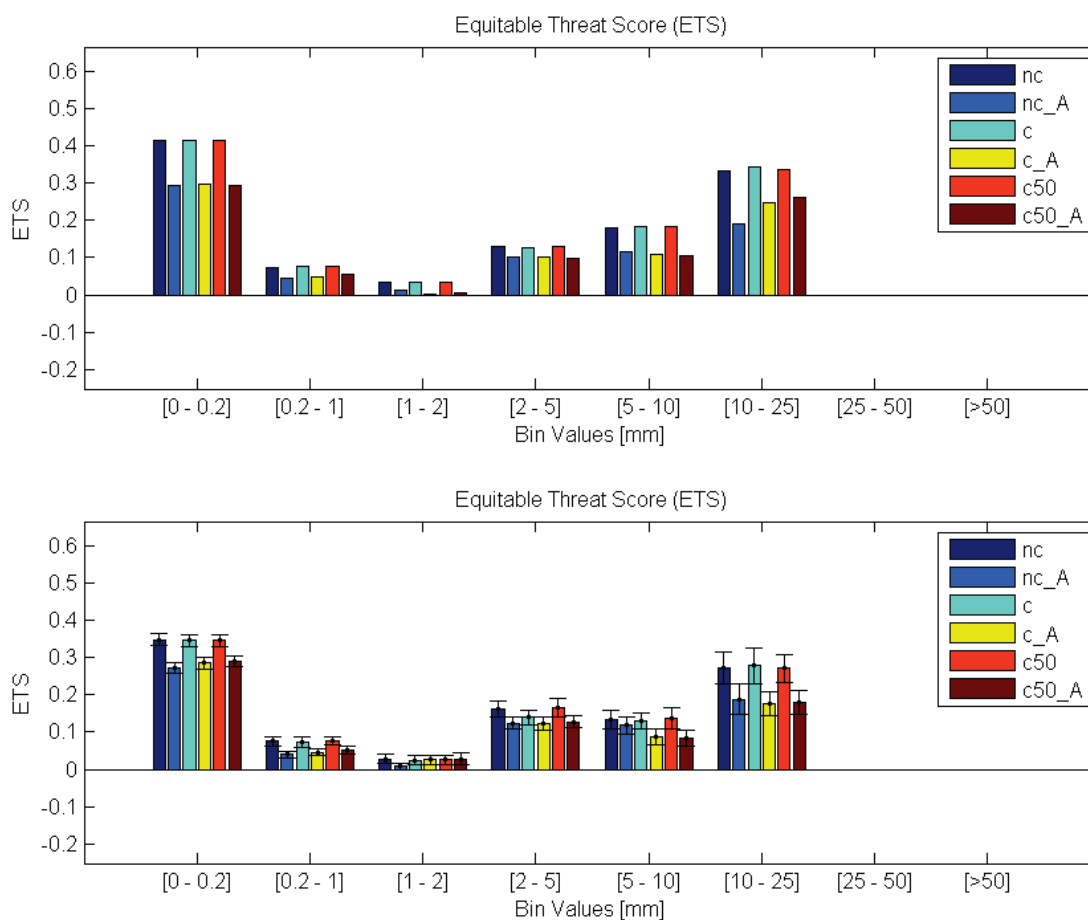 Equitable Threat Score (ETS)
0.6
0.5
0.4
0.3
0.2
0.1
0
-0.1
-0.2
ETS
nc
nc_A
c
c_A
c50
c50_A
[0 - 0.2] [0.2 - 1] [1 - 2] [2 - 5] [5 - 10] [10 - 25] [25 - 50] [>50]
Bin Values [mm]
Equitable Threat Score (ETS)
0.6
0.5
0.4
0.3
0.2
0.1
0
-0.1
-0.2
ETS
nc
nc_A
c
c_A
c50
c50_A
[0 - 0.2] [0.2 - 1] [1 - 2] [2 - 5] [5 - 10] [10 - 25] [25 - 50] [>50]
Bin Values [mm]